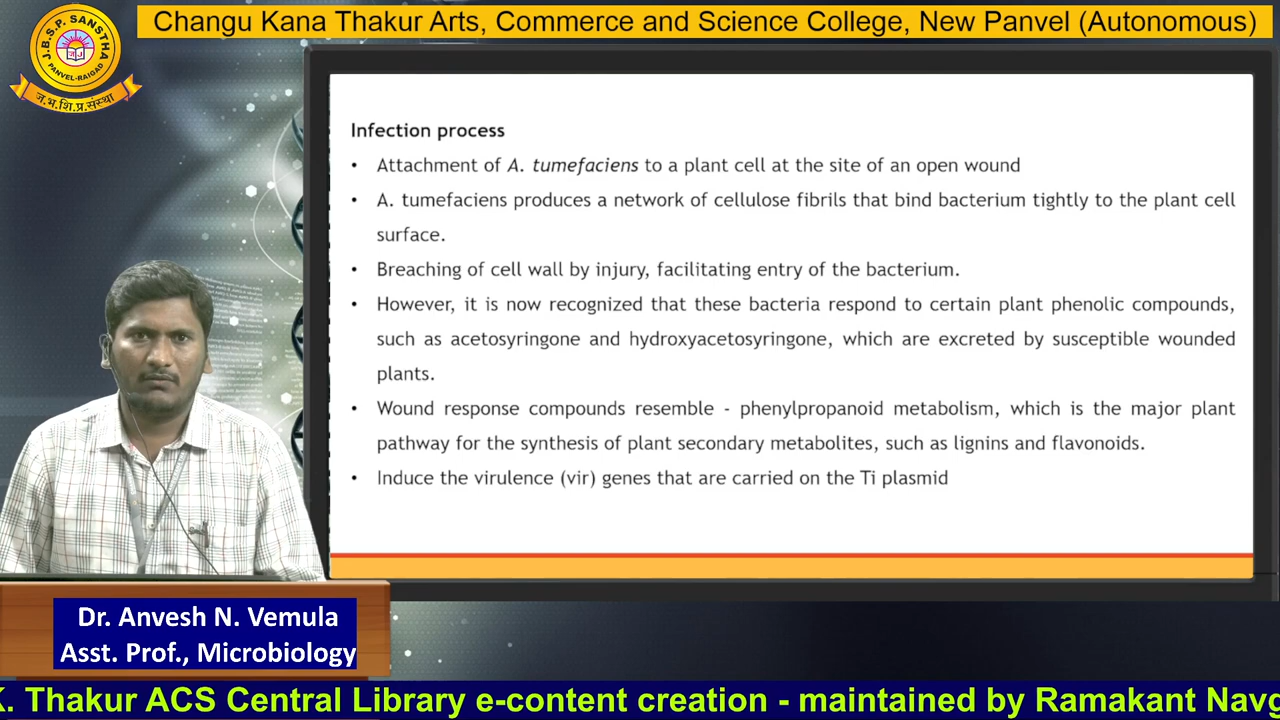 Changu Kana Thakur Arts, Commerce and Science College, New Panvel (Autonomous)
J.B.S.P. SANSTHA
PANVEL-RAIGAD
ज.भ.शि.प्र.संस्था
Infection process
• Attachment of A. tumefaciens to a plant cell at the site of an open wound
• A. tumefaciens produces a network of cellulose fibrils that bind bacterium tightly to the plant cell
surface.
• Breaching of cell wall by injury, facilitating entry of the bacterium.
• However, it is now recognized that these bacteria respond to certain plant phenolic compounds,
such as acetosyringone and hydroxyacetosyringone, which are excreted by susceptible wounded
plants.
• Wound response compounds resemble - phenylpropanoid metabolism, which is the major plant
pathway for the synthesis of plant secondary metabolites, such as lignins and flavonoids.
• Induce the virulence (vir) genes that are carried on the Ti plasmid
Dr. Anvesh N. Vemula
Asst. Prof., Microbiology
K. Thakur ACS Central Library e-content creation - maintained by Ramakant Navg